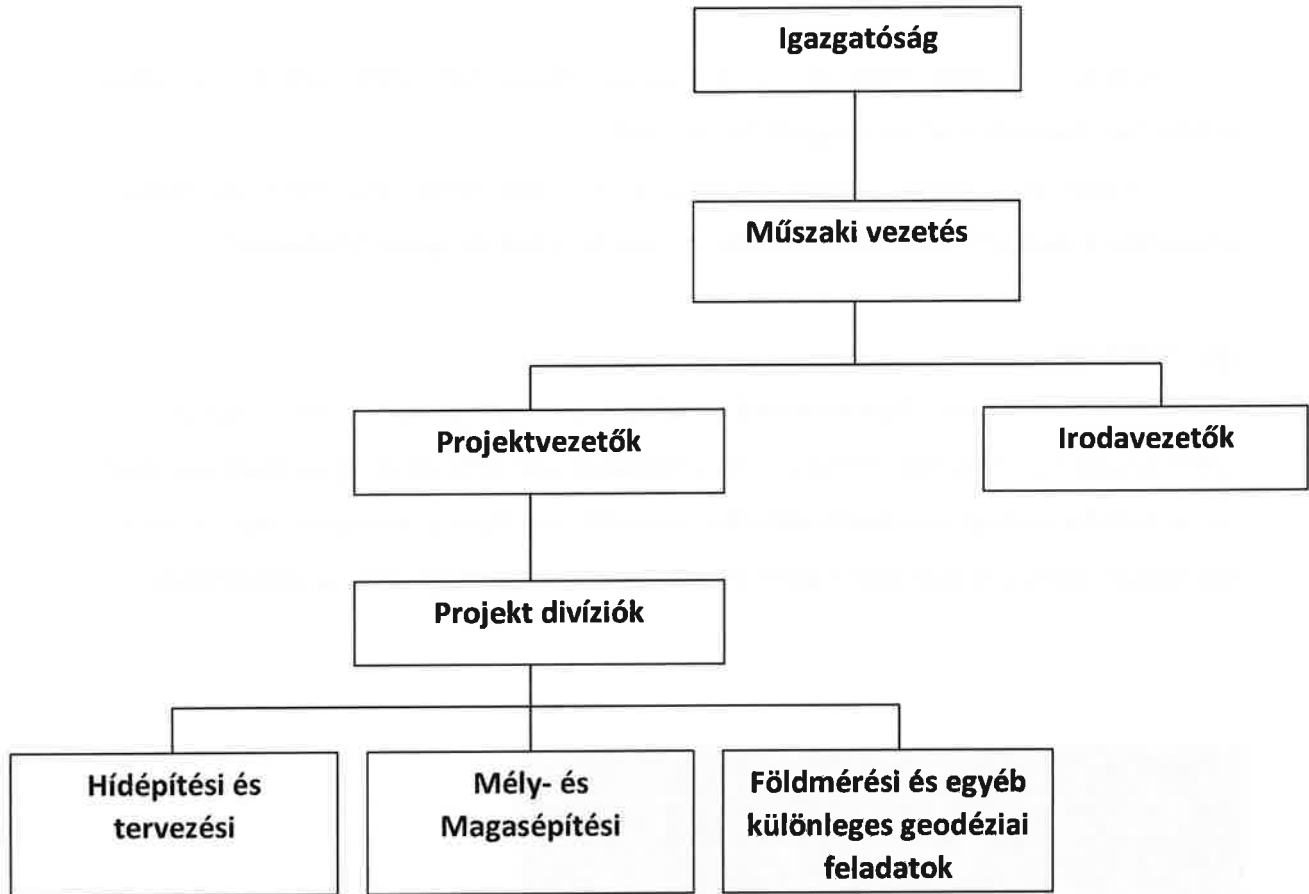 Igazgatóság
Műszaki vezetés
Projektvezetők
Irodavezetők
Projekt divíziók
Hídépítési és
tervezési
Mély- és
Magasépítési
Földmérési és egyéb
különleges geodéziai
feladatok